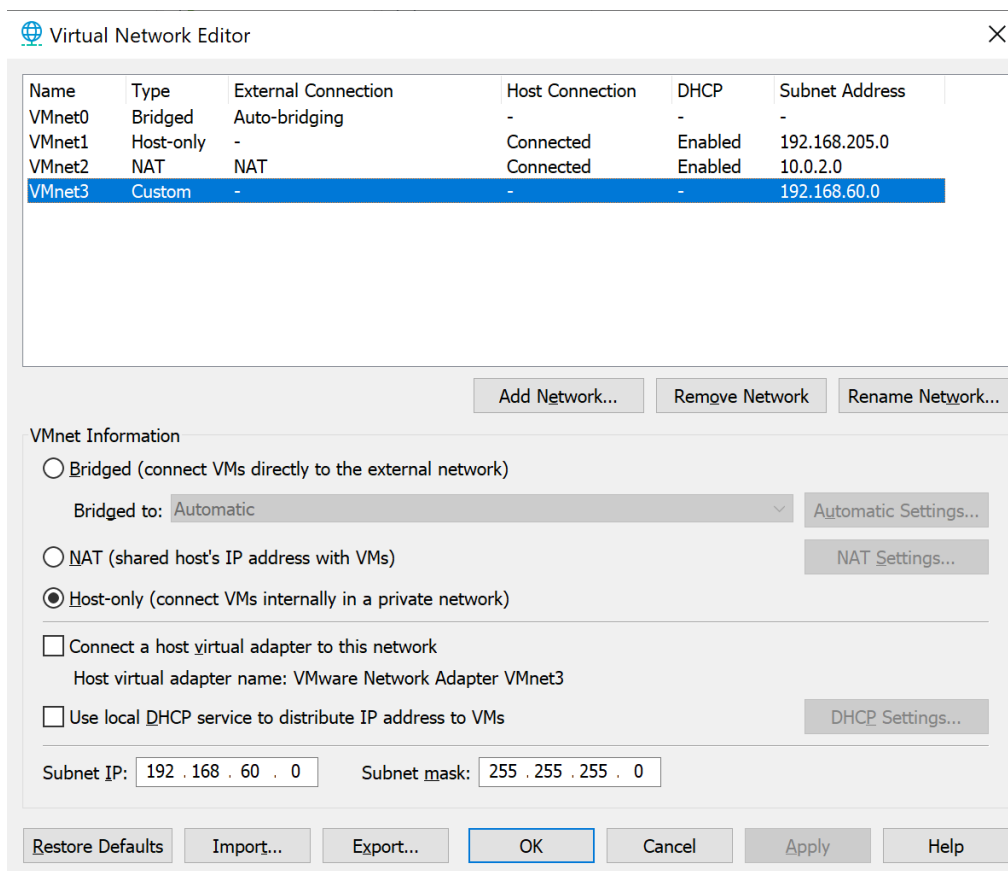 Virtual Network Editor
Name Type External Connection Host Connection DHCP Subnet Address
VMnet0 Bridged Auto-bridging - - -
VMnet1 Host-only - Connected Enabled 192.168.205.0
VMnet2 NAT NAT Connected Enabled 10.0.2.0
VMnet3 Custom - - - 192.168.60.0
Add Network... Remove Network Rename Network...
VMnet Information
Bridged (connect VMs directly to the external network)
Bridged to: Automatic Automatic Settings...
NAT (shared host's IP address with VMs) NAT Settings...
Host-only (connect VMs internally in a private network)
Connect a host virtual adapter to this network
Host virtual adapter name: VMware Network Adapter VMnet3
Use local DHCP service to distribute IP address to VMs DHCP Settings...
Subnet IP: 192 . 168 . 60 . 0 Subnet mask: 255 . 255 . 255 . 0
Restore Defaults Import... Export... OK Cancel Apply Help